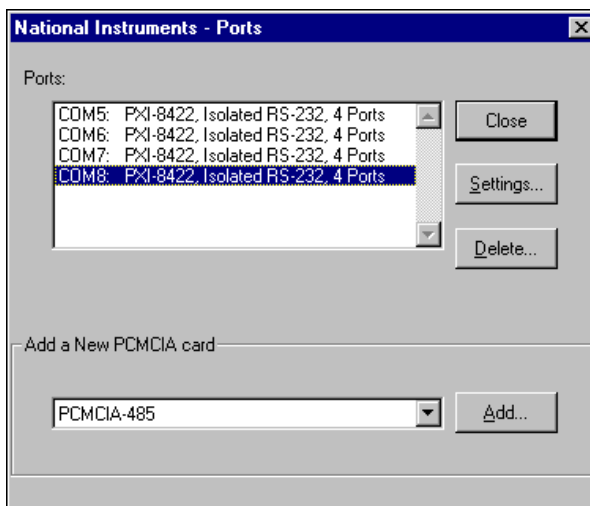 National Instruments - Ports
Ports:
COM5: PXI-8422, Isolated RS-232, 4 Ports
COM6: PXI-8422, Isolated RS-232, 4 Ports
COM7: PXI-8422, Isolated RS-232, 4 Ports
COM8: PXI-8422, Isolated RS-232, 4 Ports
Close
Settings...
Delete...
Add a New PCMCIA card
PCMCIA-485
Add...